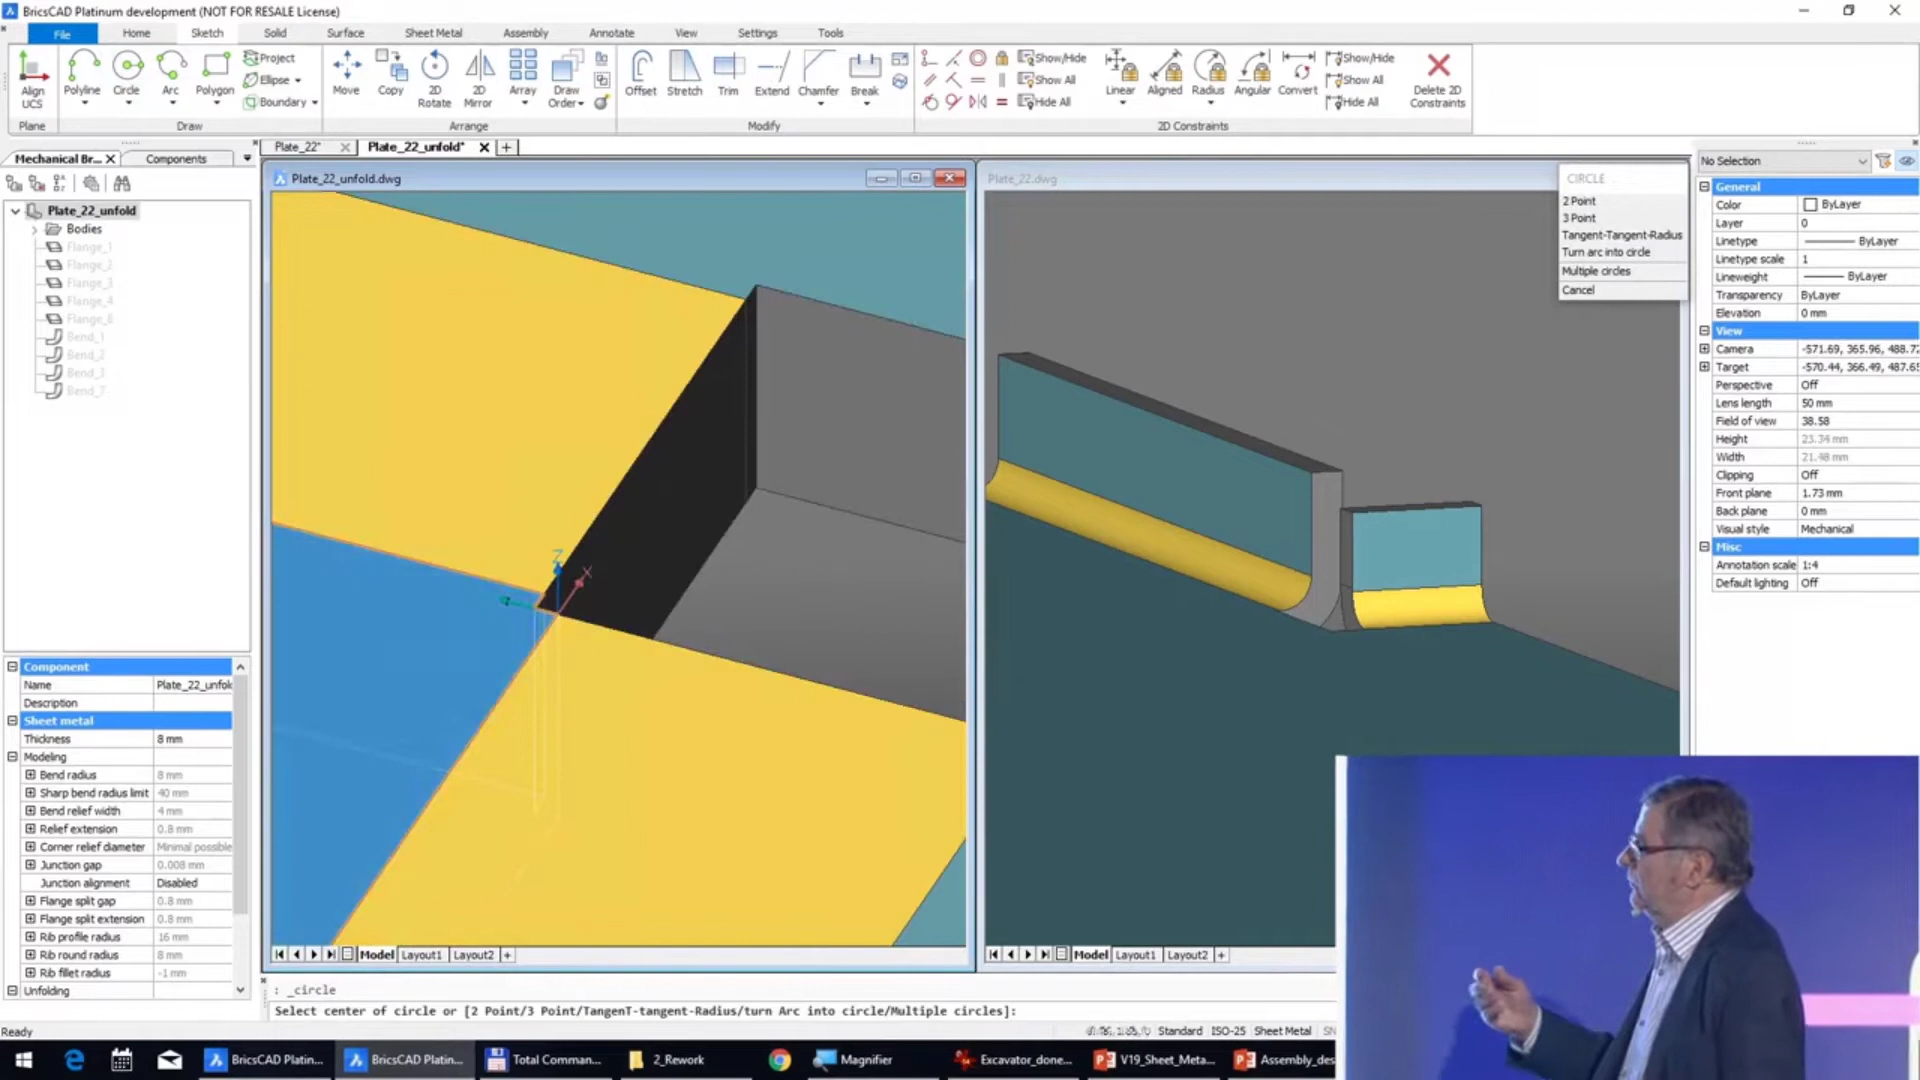 BricsCAD Platinum development (NOT FOR RESALE License)
File Home Sketch Solid Surface Sheet Metal Assembly Annotate View Settings Tools
Align UCS
Polyline Circle Arc Polygon
Project
Ellipse
Boundary
Move Copy 2D Rotate 2D Mirror Array Draw Order
Offset Stretch Trim Extend Chamfer Break
Show/Hide
Show All
Hide All
Linear Aligned Radius Angular Convert
Show/Hide
Show All
Hide All
Delete 2D Constraints
Plane Draw Arrange Modify 2D Constraints
Mechanical Br... Components
Plate_22* Plate_22_unfold*
Plate_22_unfold
Bodies
Flange_1
Flange_2
Flange_3
Flange_4
Bend_1
Bend_2
Bend_7
Component
Name Plate_22_unfold
Description
Sheet metal
Thickness 8 mm
Modeling
Bend radius 8 mm
Sharp bend radius limit 40 mm
Bend relief width 4 mm
Relief extension 0.8 mm
Corner relief diameter Minimal possible
Junction gap 0.008 mm
Junction alignment Disabled
Flange split gap 0.8 mm
Flange split extension 0.8 mm
Rib profile radius 16 mm
Rib round radius 8 mm
Rib fillet radius -1 mm
Unfolding
Plate_22_unfold.dwg
Z
X
Model Layout1 Layout2 +
Plate_22.dwg
Model Layout1 Layout2 +
CIRCLE
2 Point
3 Point
Tangent-Tangent-Radius
Turn arc into circle
Multiple circles
Cancel
No Selection
General
Color ByLayer
Layer 0
Linetype ByLayer
Linetype scale 1
Lineweight ByLayer
Transparency ByLayer
Elevation 0 mm
View
Camera -571.69, 365.96, 488.72
Target -570.44, 366.49, 487.65
Perspective Off
Lens length 50 mm
Field of view 38.58
Height 23.34 mm
Width 21.48 mm
Clipping Off
Front plane 1.73 mm
Back plane 0 mm
Visual style Mechanical
Misc
Annotation scale 1:4
Default lighting Off
: _circle
Select center of circle or [2 Point/3 Point/TangenT-tangent-Radius/turn Arc into circle/Multiple circles]:
Ready
Standard ISO-25 Sheet Metal SN
BricsCAD Platin... BricsCAD Platin... Total Comman... 2_Rework Magnifier Excavator_done... V19_Sheet_Meta... Assembly_des